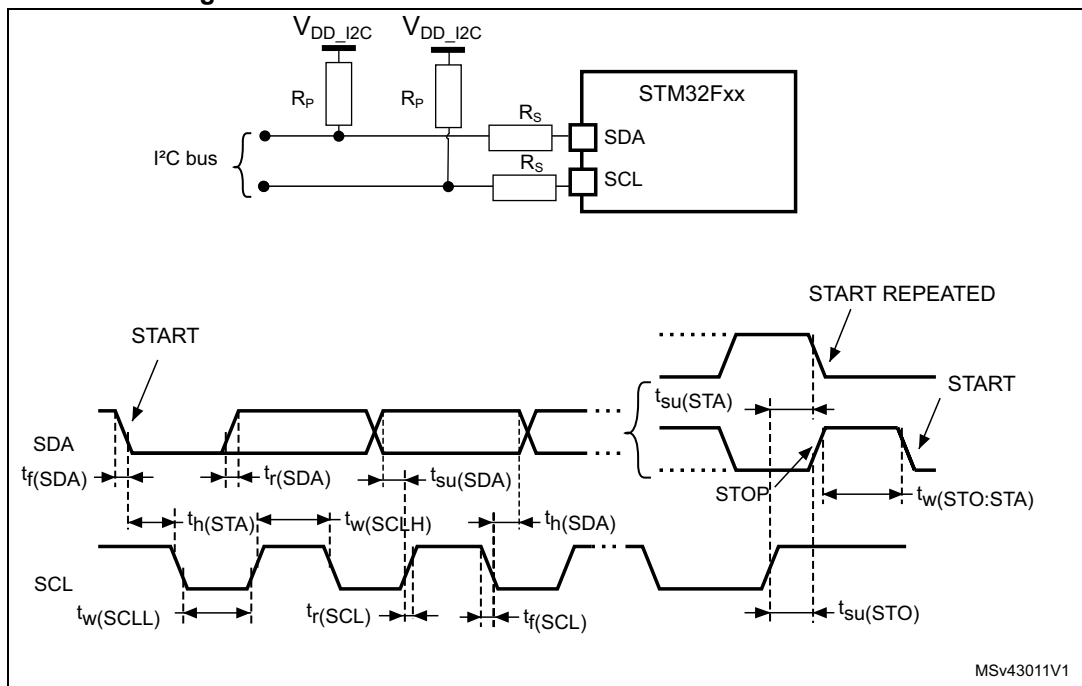 VDD_I2C VDD_I2C
RP RP
STM32Fxx
RS
SDA
I²C bus
RS
SCL
START REPEATED
START
tsu(STA)
START
SDA
tf(SDA) tr(SDA) tsu(SDA)
STOP
tw(STO:STA)
th(STA) tw(SCLH) th(SDA)
SCL
tw(SCLL) tr(SCL) tf(SCL) tsu(STO)
MSv43011V1